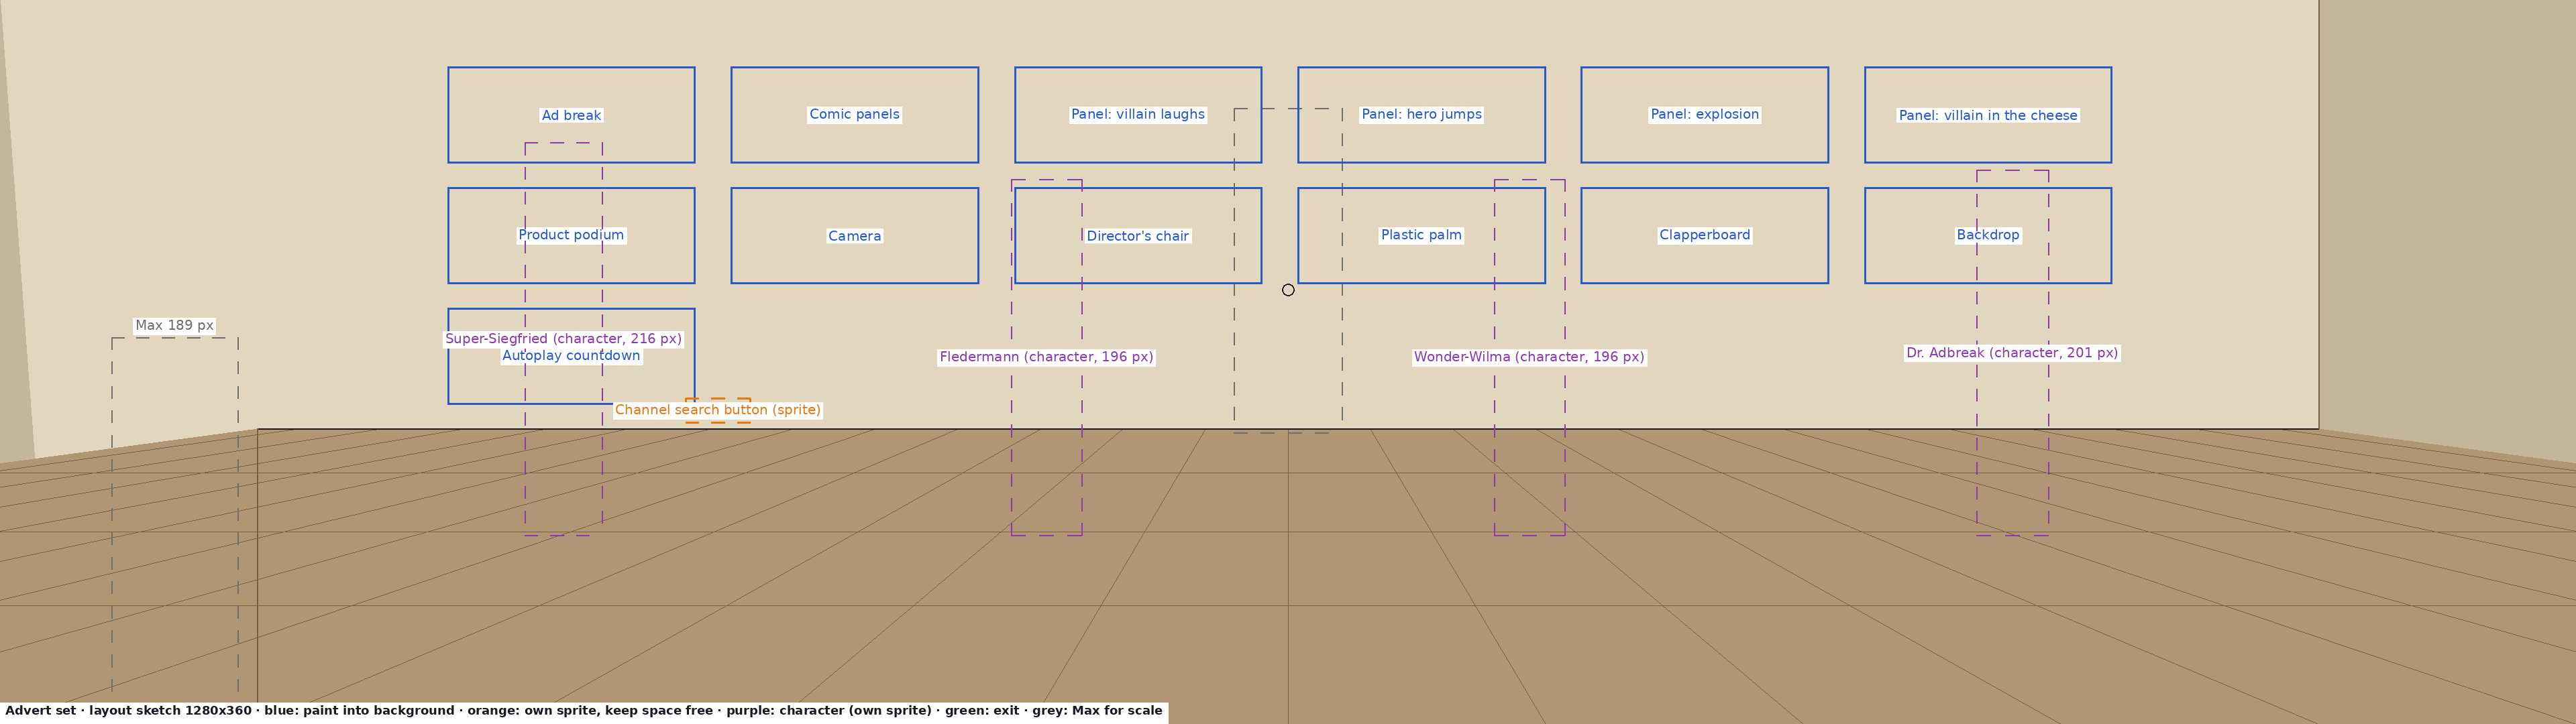 Ad break
Comic panels
Panel: villain laughs
Panel: hero jumps
Panel: explosion
Panel: villain in the cheese
Product podium
Camera
Director's chair
Plastic palm
Clapperboard
Backdrop
Max 189 px
Super-Siegfried (character, 216 px)
Autoplay countdown
Fledermann (character, 196 px)
Wonder-Wilma (character, 196 px)
Dr. Adbreak (character, 201 px)
Channel search button (sprite)
Advert set · layout sketch 1280x360 · blue: paint into background · orange: own sprite, keep space free · purple: character (own sprite) · green: exit · grey: Max for scale